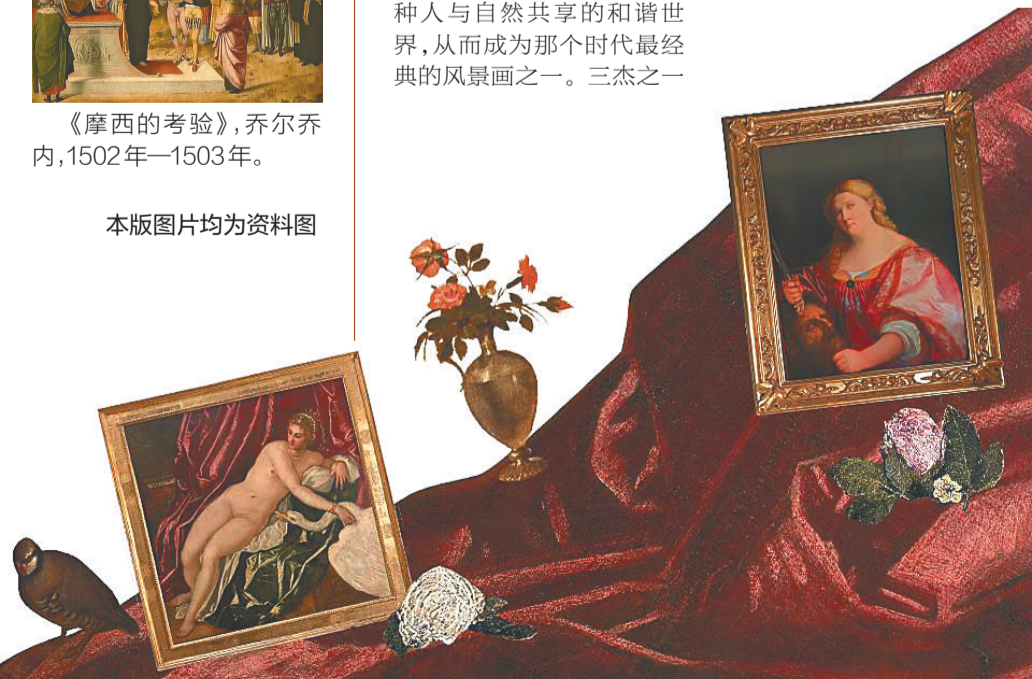 种人与自然共享的和谐世
界，从而成为那个时代最经
典的风景画之一。三杰之一
《摩西的考验》，乔尔乔
内，1502年—1503年。
本版图片均为资料图